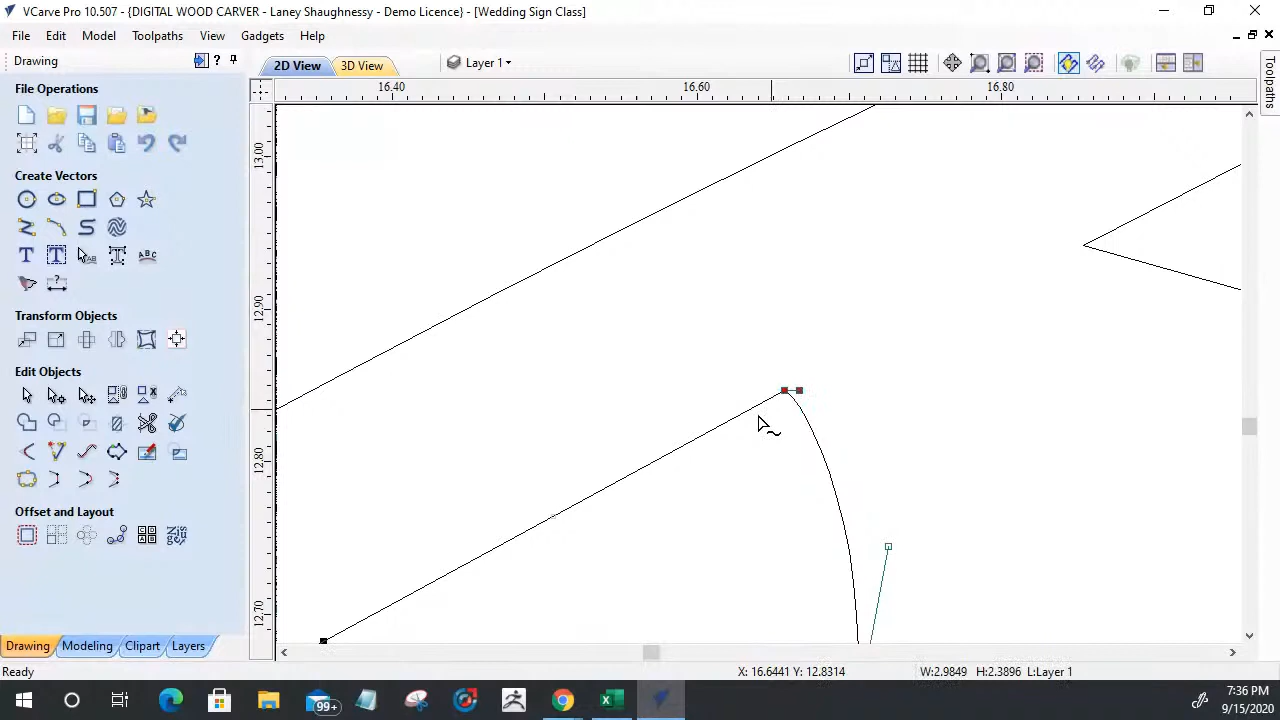 VCarve Pro 10.507 - {DIGITAL WOOD CARVER - Laney Shaughnessy - Demo Licence} - [Wedding Sign Class]
File Edit Model Toolpaths View Gadgets Help
Drawing
2D View 3D View Layer 1
File Operations
16.40 16.60 16.80
Toolpaths
13.00
Create Vectors
T T AB T ABC
?
12.90
Transform Objects
Edit Objects
12.80
Offset and Layout
12.70
Drawing Modeling Clipart Layers
Ready X: 16.6441 Y: 12.8314 W:2.9849 H:2.3896 L:Layer 1
99+
7:36 PM
9/15/2020